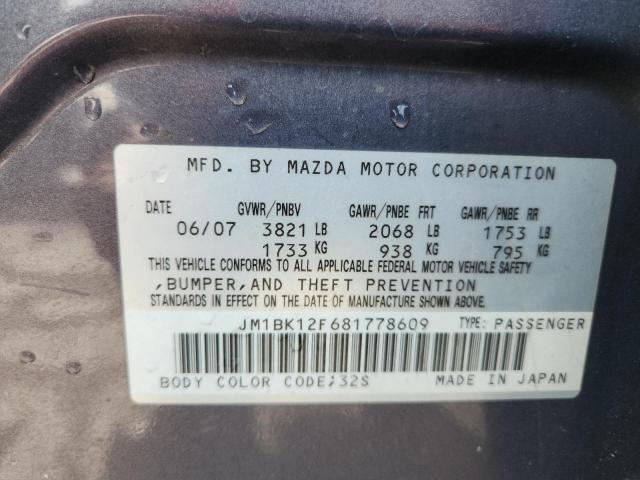 MFD. BY MAZDA MOTOR CORPORATION
DATE GVWR/PNBV GAWR/PNBE FRT GAWR/PNBE RR
06/07 3821 LB 2068 LB 1753 LB
1733 KG 938 KG 795 KG
THIS VEHICLE CONFORMS TO ALL APPLICABLE FEDERAL MOTOR VEHICLE SAFETY
,BUMPER,AND THEFT PREVENTION
STANDARDS IN EFFECT ON THE DATE OF MANUFACTURE SHOWN ABOVE.
JM1BK12F681778609 TYPE: PASSENGER
BODY COLOR CODE;32S MADE IN JAPAN